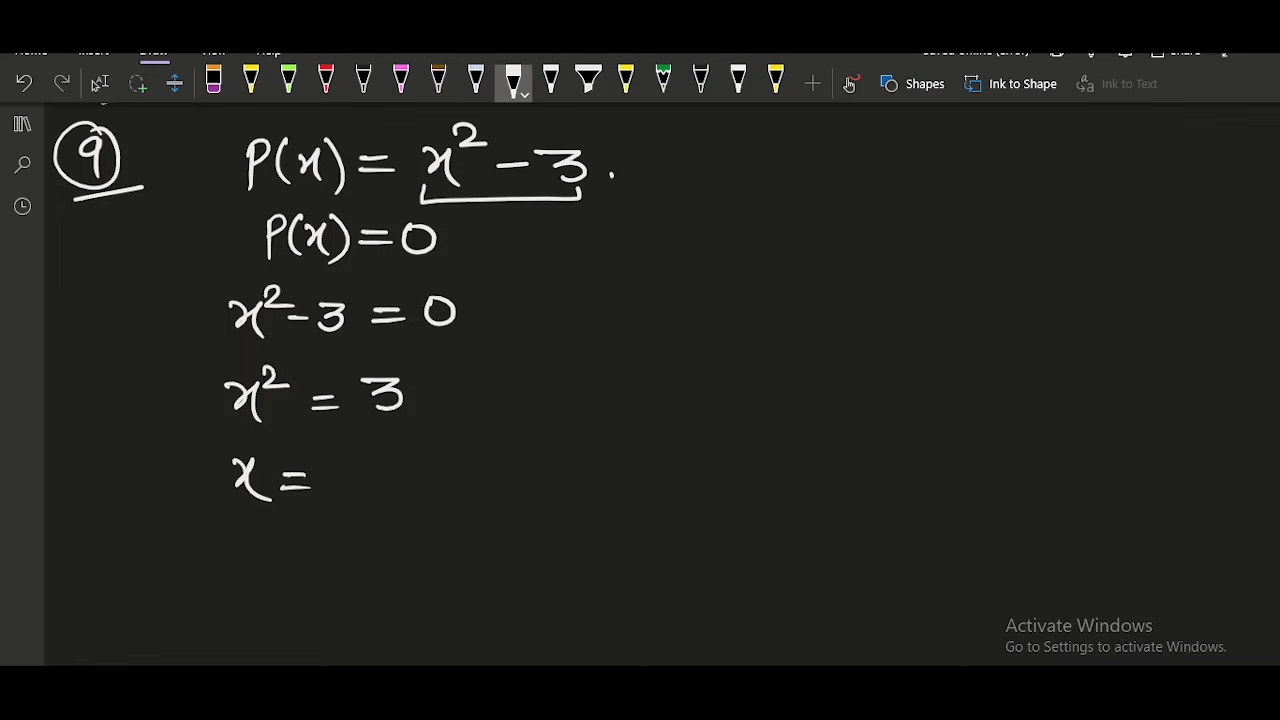 Shapes Ink to Shape Ink to Text
9 P(x) = x² - 3 .
P(x) = 0
x² - 3 = 0
x² = 3
x =
Activate Windows
Go to Settings to activate Windows.